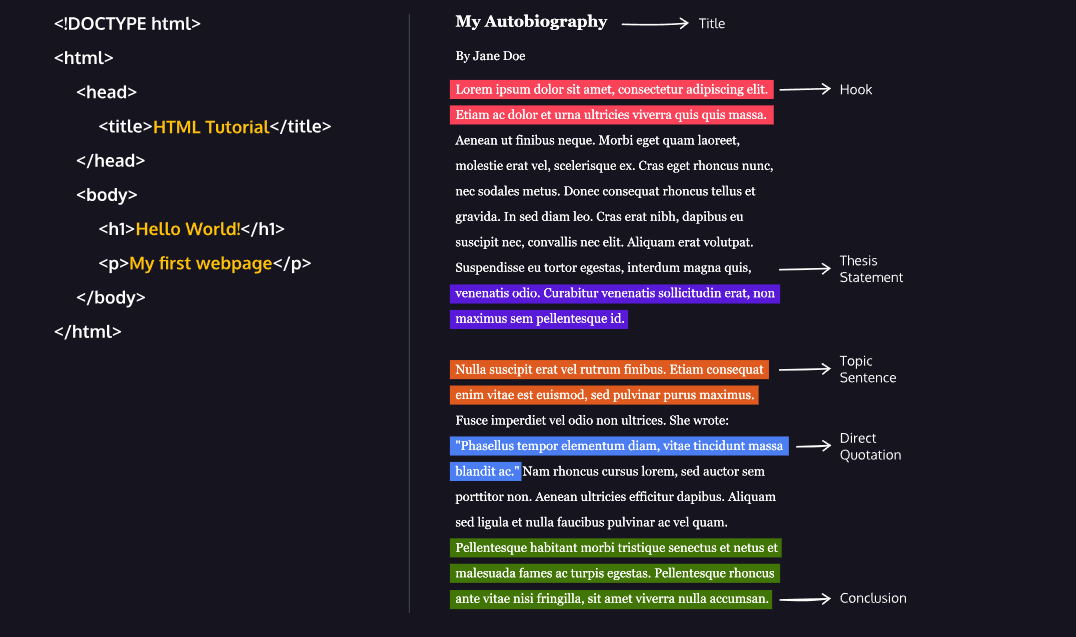 <!DOCTYPE html>
<html>
<head>
<title>HTML Tutorial</title>
</head>
<body>
<h1>Hello World!</h1>
<p>My first webpage</p>
</body>
</html>
My Autobiography
Title
By Jane Doe
Lorem ipsum dolor sit amet, consectetur adipiscing elit.
Hook
Etiam ac dolor et urna ultricies viverra quis quis massa.
Aenean ut finibus neque. Morbi eget quam laoreet,
molestie erat vel, scelerisque ex. Cras eget rhoncus nunc,
nec sodales metus. Donec consequat rhoncus tellus et
gravida. In sed diam leo. Cras erat nibh, dapibus eu
suscipit nec, convallis nec elit. Aliquam erat volutpat.
Suspendisse eu tortor egestas, interdum magna quis,
Thesis
Statement
venenatis odio. Curabitur venenatis sollicitudin erat, non
maximus sem pellentesque id.
Nulla suscipit erat vel rutrum finibus. Etiam consequat
Topic
Sentence
enim vitae est euismod, sed pulvinar purus maximus.
Fusce imperdiet vel odio non ultrices. She wrote:
"Phasellus tempor elementum diam, vitae tincidunt massa
Direct
Quotation
blandit ac." Nam rhoncus cursus lorem, sed auctor sem
porttitor non. Aenean ultricies efficitur dapibus. Aliquam
sed ligula et nulla faucibus pulvinar ac vel quam.
Pellentesque habitant morbi tristique senectus et netus et
malesuada fames ac turpis egestas. Pellentesque rhoncus
ante vitae nisi fringilla, sit amet viverra nulla accumsan.
Conclusion